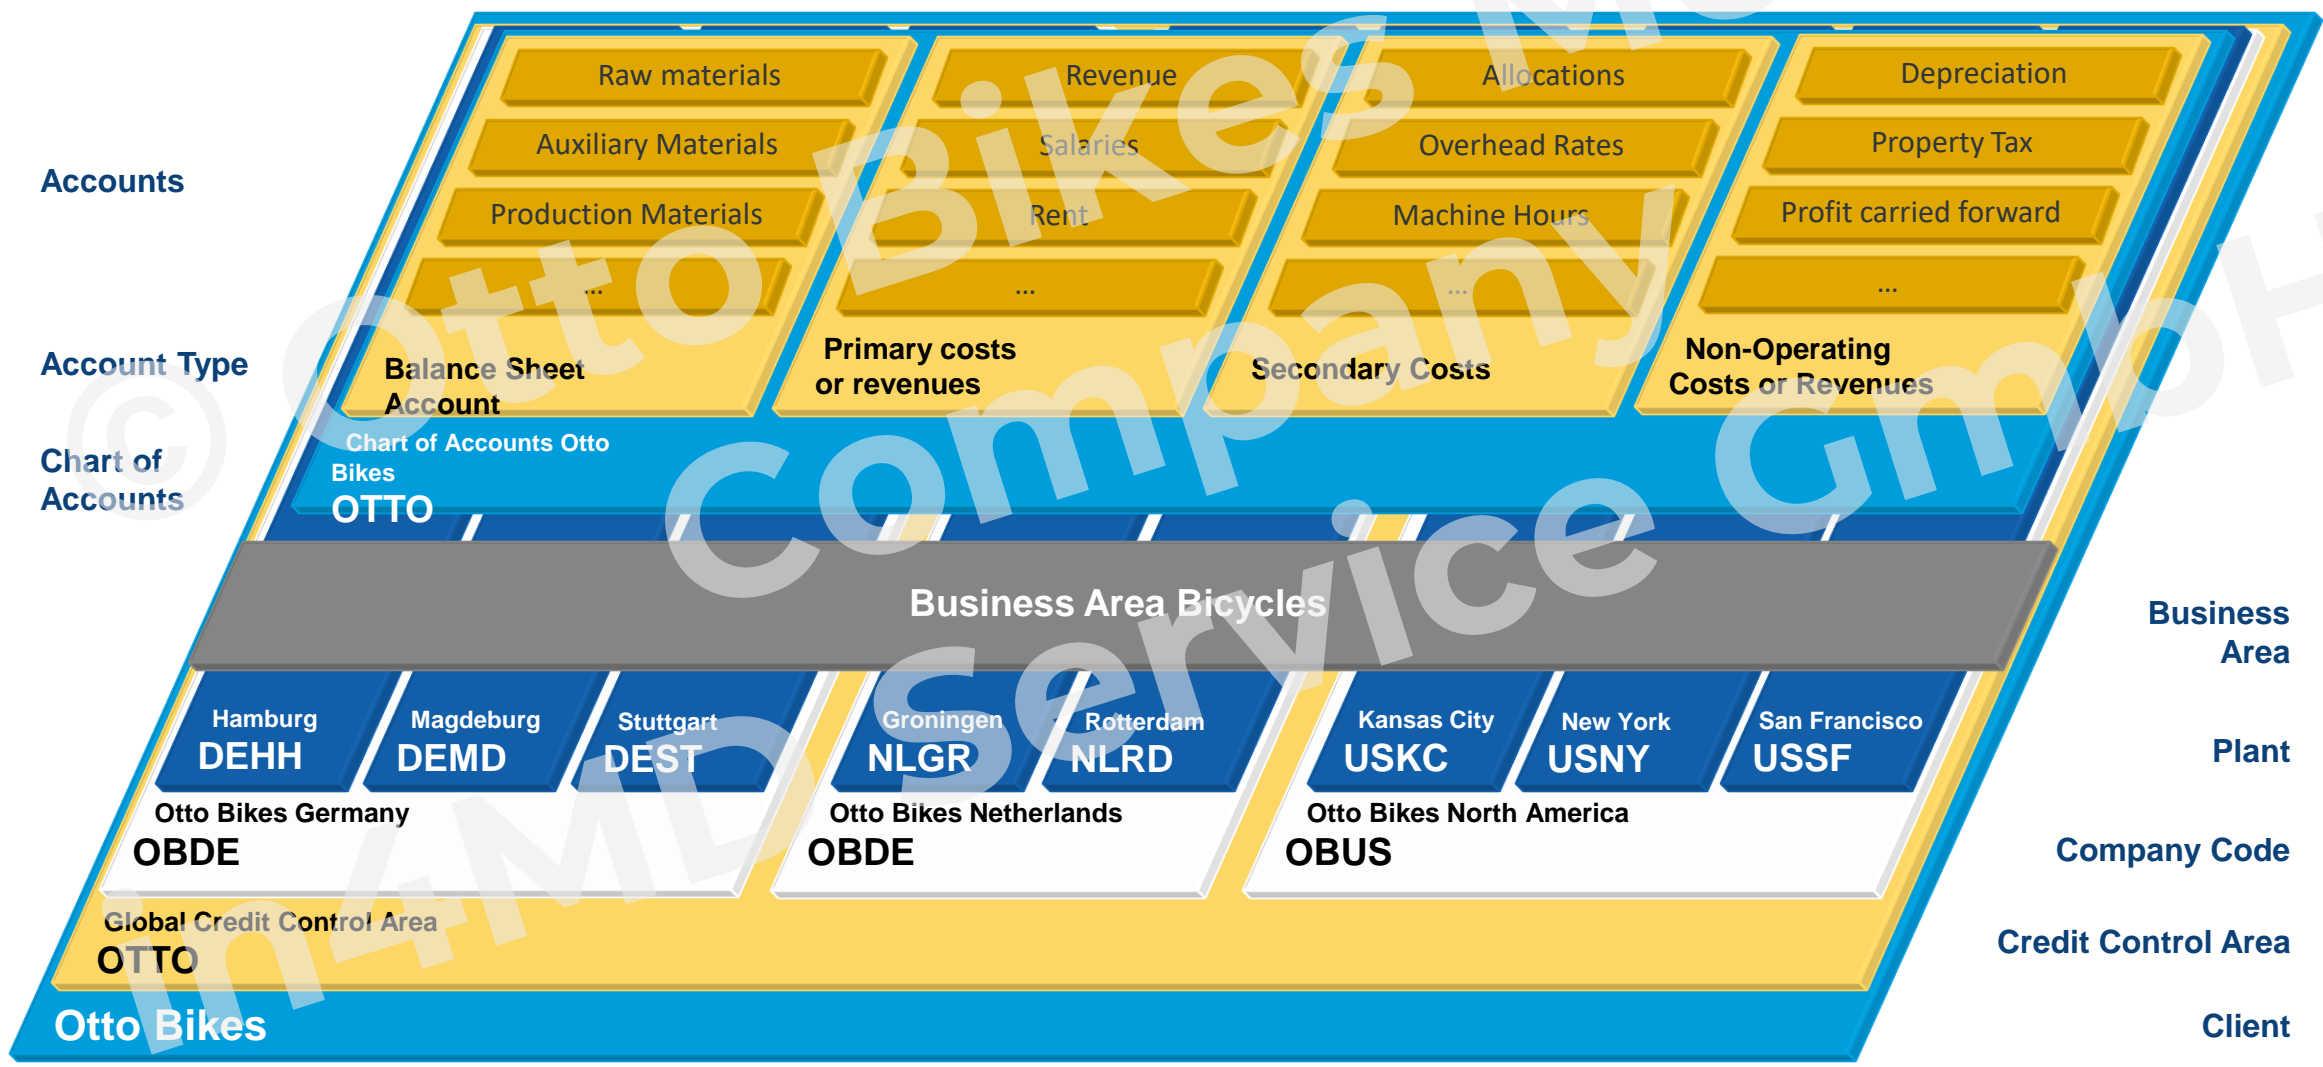 Raw materials
Revenue
Allocations
Depreciation
Auxiliary Materials
Salaries
Overhead Rates
Property Tax
Accounts
Production Materials
Rent
Machine Hours
Profit carried forward
...
...
...
...
Account Type
Balance Sheet
Account
Primary costs
or revenues
Secondary Costs
Non-Operating
Costs or Revenues
Chart of
Accounts
Chart of Accounts Otto
Bikes
OTTO
Business Area Bicycles
Business
Area
Hamburg
DEHH
Magdeburg
DEMD
Stuttgart
DEST
Groningen
NLGR
Rotterdam
NLRD
Kansas City
USKC
New York
USNY
San Francisco
USSF
Plant
Otto Bikes Germany
OBDE
Otto Bikes Netherlands
OBDE
Otto Bikes North America
OBUS
Company Code
Global Credit Control Area
OTTO
Credit Control Area
Otto Bikes
Client
© Otto Bikes
Company
in4MD Service GmbH